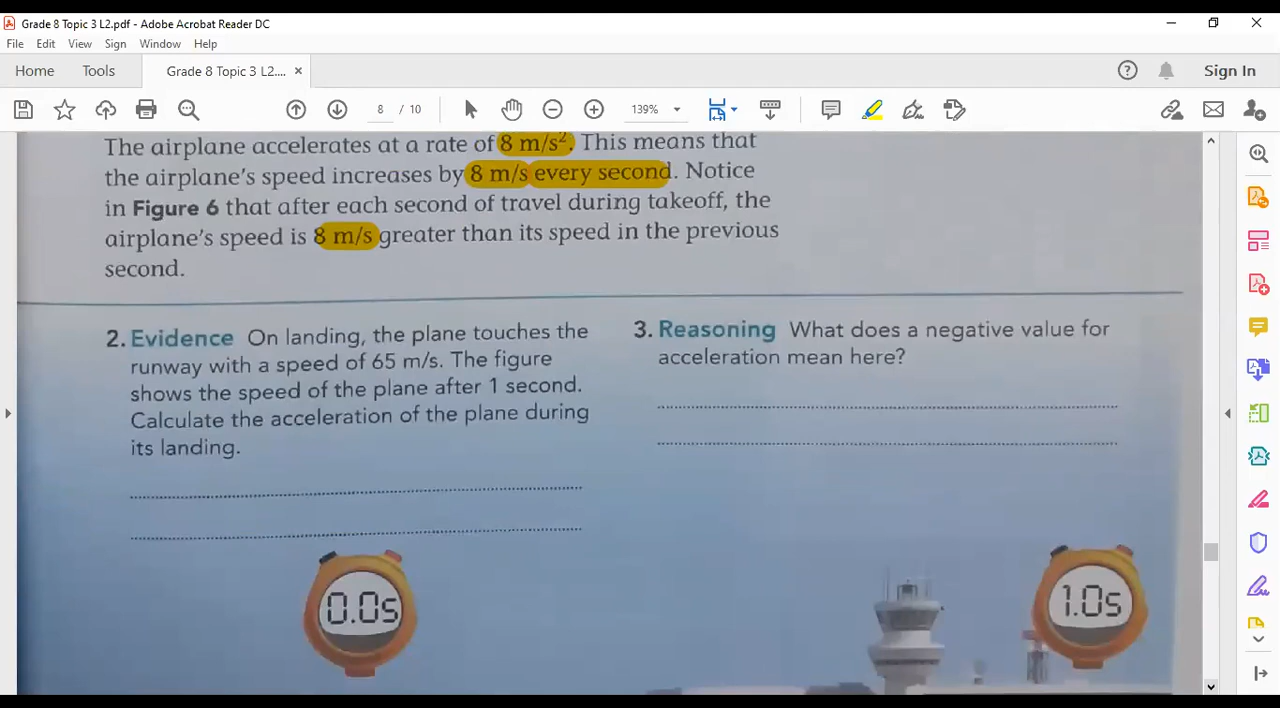 Grade 8 Topic 3 L2.pdf - Adobe Acrobat Reader DC
File Edit View Sign Window Help
Home Tools Grade 8 Topic 3 L2.... × Sign In
8 / 10 139%
The airplane accelerates at a rate of 8 m/s². This means that
the airplane's speed increases by 8 m/s every second. Notice
in Figure 6 that after each second of travel during takeoff, the
airplane's speed is 8 m/s greater than its speed in the previous
second.
2. Evidence On landing, the plane touches the
runway with a speed of 65 m/s. The figure
shows the speed of the plane after 1 second.
Calculate the acceleration of the plane during
its landing.
3. Reasoning What does a negative value for
acceleration mean here?
0.0s
1.0s